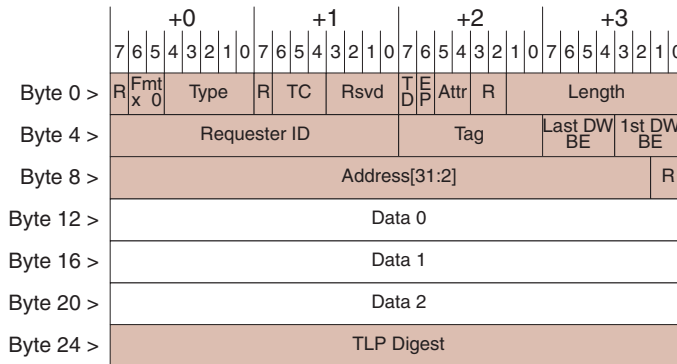 +0 +1 +2 +3
7 6 5 4 3 2 1 0 7 6 5 4 3 2 1 0 7 6 5 4 3 2 1 0 7 6 5 4 3 2 1 0
Byte 0 > R Fmt x 0 Type R TC Rsvd TD EP Attr R Length
Byte 4 > Requester ID Tag Last DW BE 1st DW BE
Byte 8 > Address[31:2] R
Byte 12 > Data 0
Byte 16 > Data 1
Byte 20 > Data 2
Byte 24 > TLP Digest